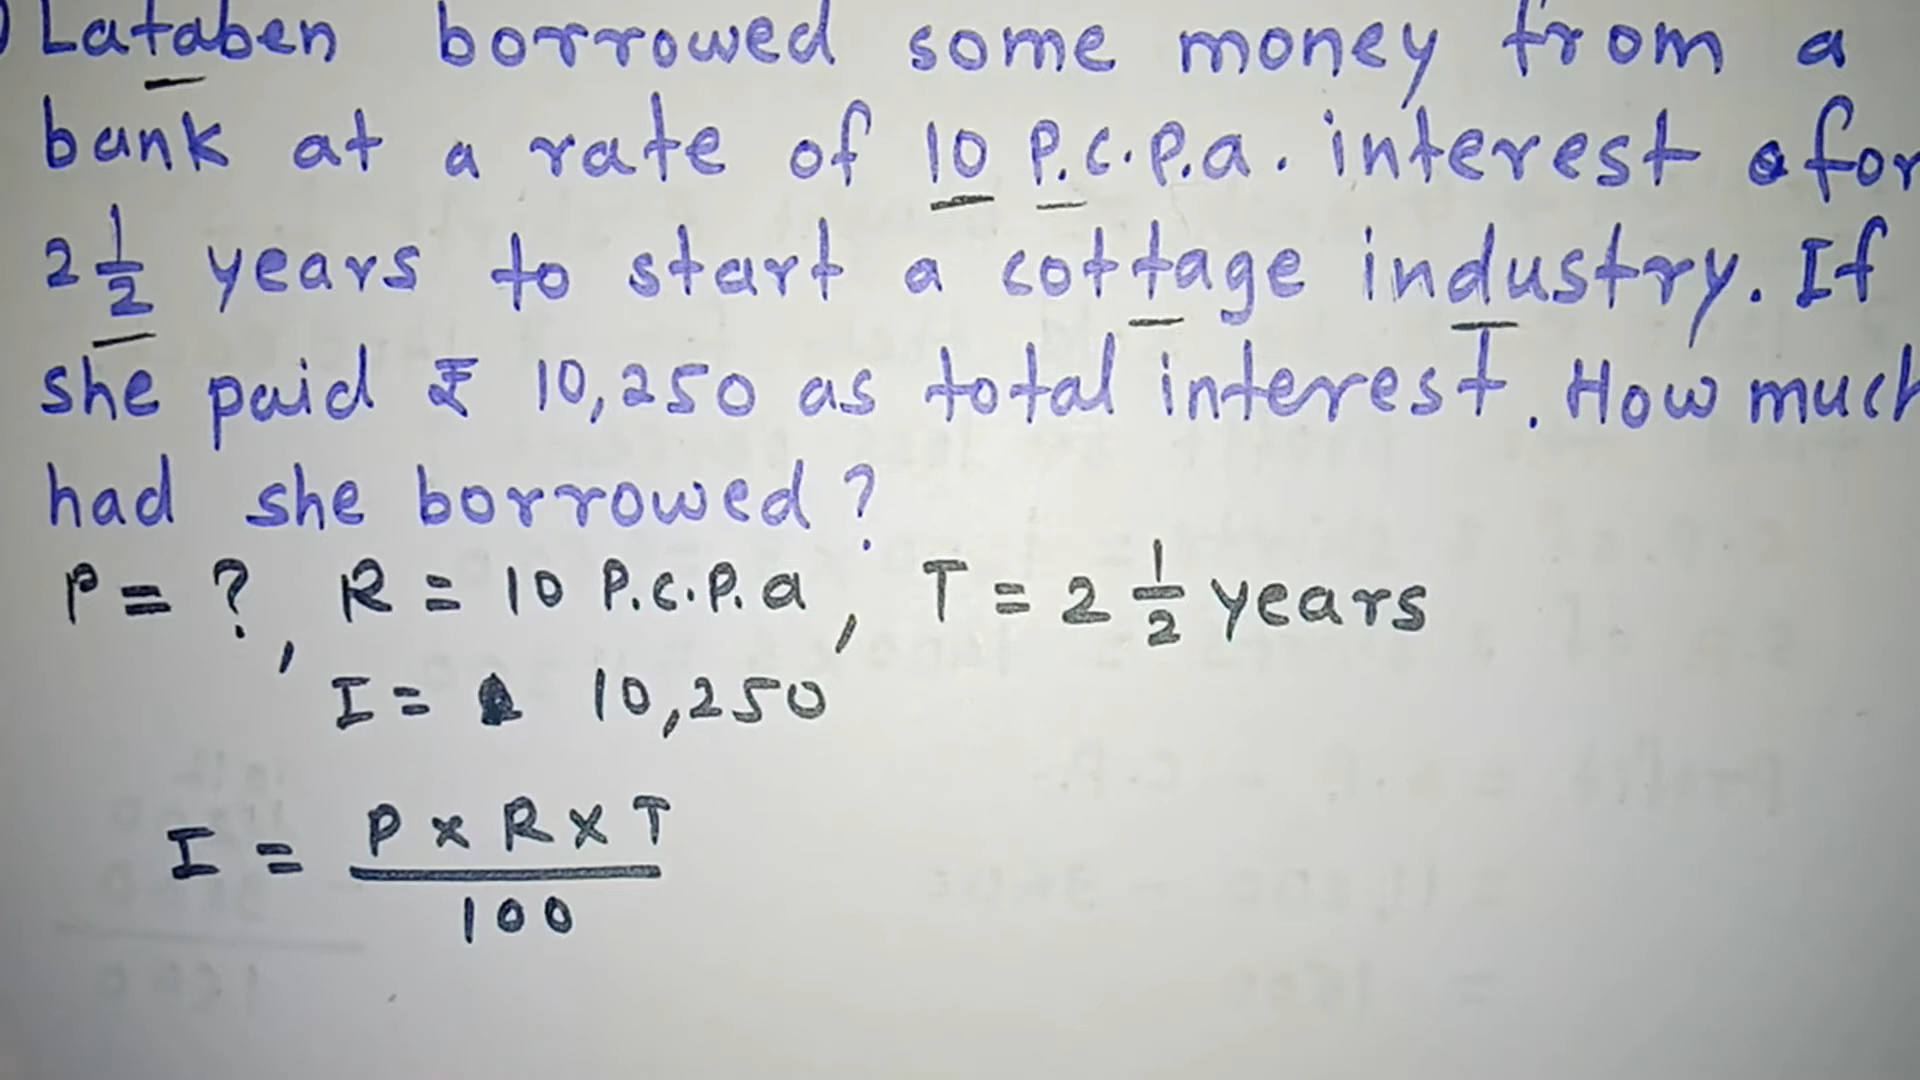 Lataben borrowed some money from a
bank at a rate of 10 P.C.P.a. interest for
2 1/2 years to start a cottage industry. If
she paid ₹ 10,250 as total interest. How much
had she borrowed?
P = ?, R = 10 P.C.P.a, T = 2 1/2 years
I = 10,250
I = P x R x T
100